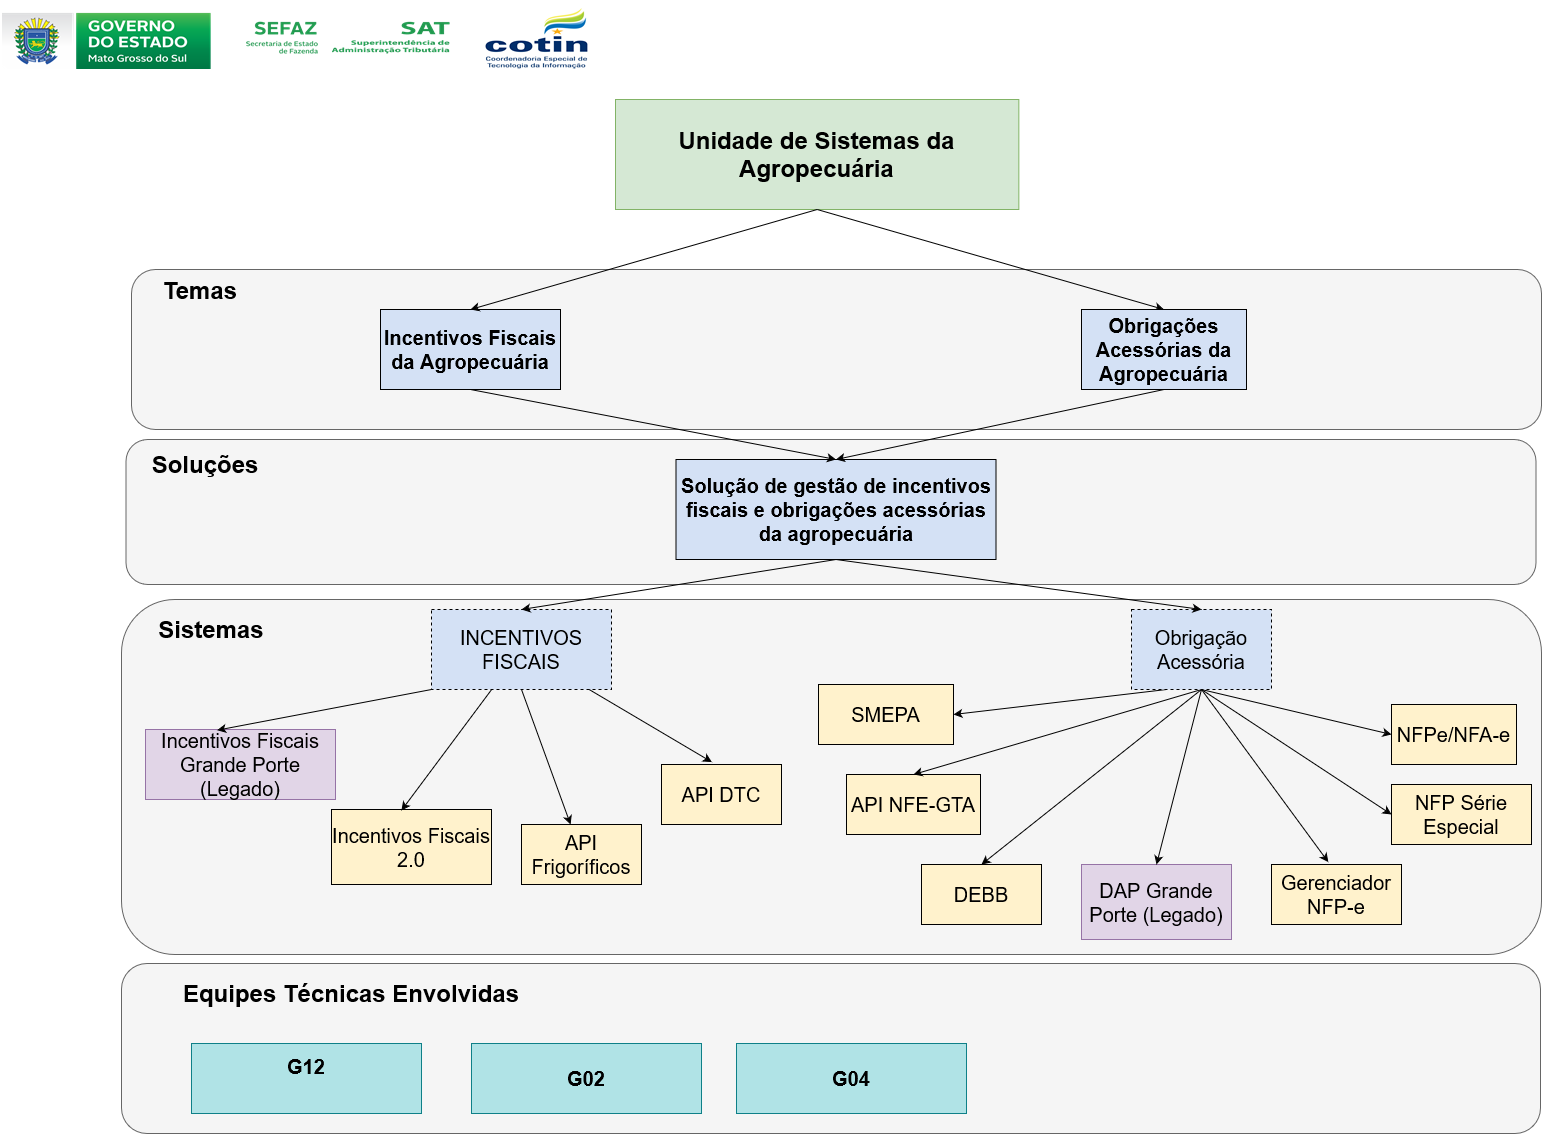 GOVERNO
DO ESTADO
Mato Grosso do Sul
SEFAZ
Secretaria de Estado
de Fazenda
SAT
Superintendência de
Administração Tributária
cotin
Coordenadoria Especial de
Tecnologia da Informação
Unidade de Sistemas da
Agropecuária
Temas
Incentivos Fiscais
da Agropecuária
Obrigações
Acessórias da
Agropecuária
Soluções
Solução de gestão de incentivos
fiscais e obrigações acessórias
da agropecuária
Sistemas
INCENTIVOS
FISCAIS
Obrigação
Acessória
Incentivos Fiscais
Grande Porte
(Legado)
Incentivos Fiscais
2.0
API
Frigoríficos
API DTC
SMEPA
API NFE-GTA
DEBB
DAP Grande
Porte (Legado)
Gerenciador
NFP-e
NFP Série
Especial
NFPe/NFA-e
Equipes Técnicas Envolvidas
G12
G02
G04